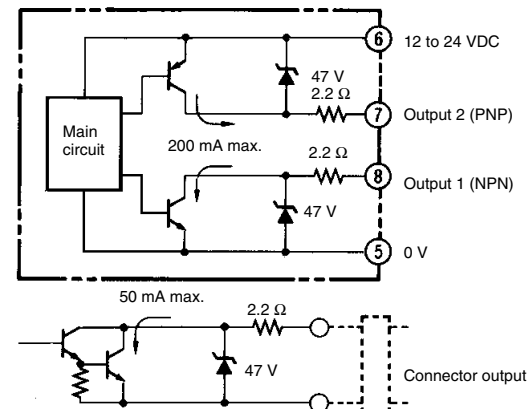 6 12 to 24 VDC
47 V
2.2 Ω
7 Output 2 (PNP)
Main
circuit
200 mA max.
2.2 Ω
8 Output 1 (NPN)
47 V
5 0 V
50 mA max.
2.2 Ω
47 V
Connector output